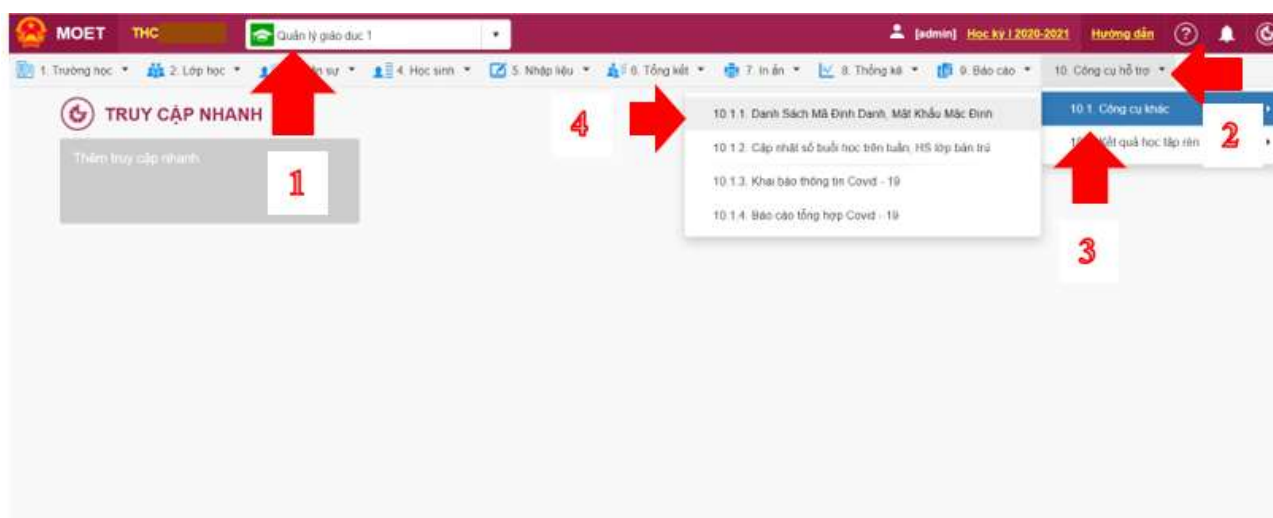 MOET THC Quản lý giáo dục 1 [admin] Học kỳ I 2020-2021 Hướng dẫn ?
1. Trường học 2. Lớp học sự 4. Học sinh 5. Nhập liệu 6. Tổng kết 7. In ấn 8. Thống kê 9. Báo cáo 10. Công cụ hỗ trợ
TRUY CẬP NHANH
Thêm truy cập nhanh
1
4
10.1.1. Danh Sách Mã Định Danh, Mật Khẩu Mặc Định
10.1.2. Cập nhật số buổi học trên tuần, HS lớp bán trú
10.1.3. Khai báo thông tin Covid - 19
10.1.4. Báo cáo tổng hợp Covid - 19
10.1. Công cụ khác
Kết quả học tập rèn
2
3